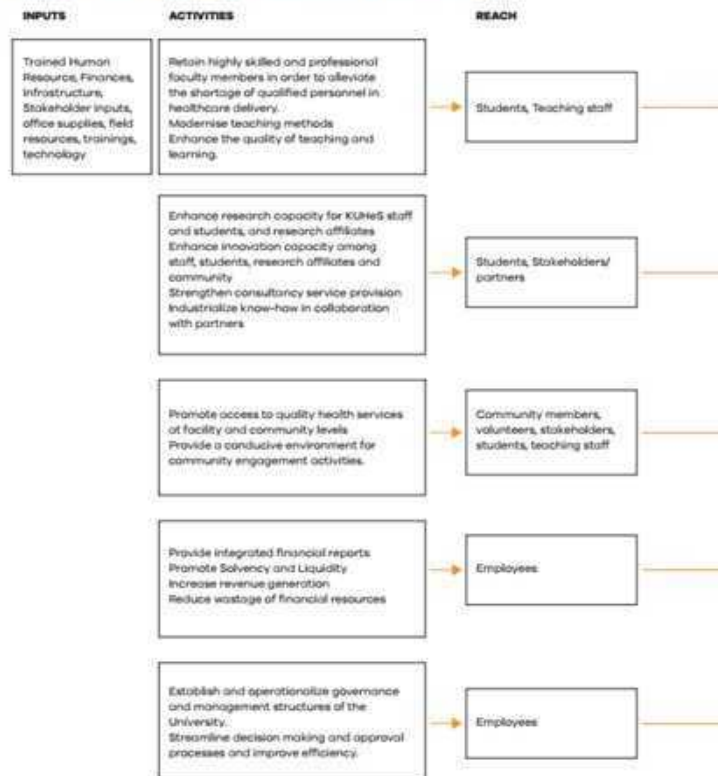 INPUTS
ACTIVITIES
REACH
Trained Human
Resource, Finances,
Infrastructure,
Stakeholder inputs,
office supplies, field
resources, trainings,
technology
Retain highly skilled and professional
faculty members in order to alleviate
the shortage of qualified personnel in
healthcare delivery.
Modernise teaching methods
Enhance the quality of teaching and
learning.
Students, Teaching staff
Enhance research capacity for KUHeS staff
and students, and research affiliates
Enhance innovation capacity among
staff, students, research affiliates and
community
Strengthen consultancy service provision
Industrialize know-how in collaboration
with partners
Students, Stakeholders/
partners
Promote access to quality health services
at facility and community levels
Provide a conducive environment for
community engagement activities.
Community members,
volunteers, stakeholders,
students, teaching staff
Provide integrated financial reports
Promote Solvency and Liquidity
Increase revenue generation
Reduce wastage of financial resources
Employees
Establish and operationalize governance
and management structures of the
University.
Streamline decision making and approval
processes and improve efficiency.
Employees